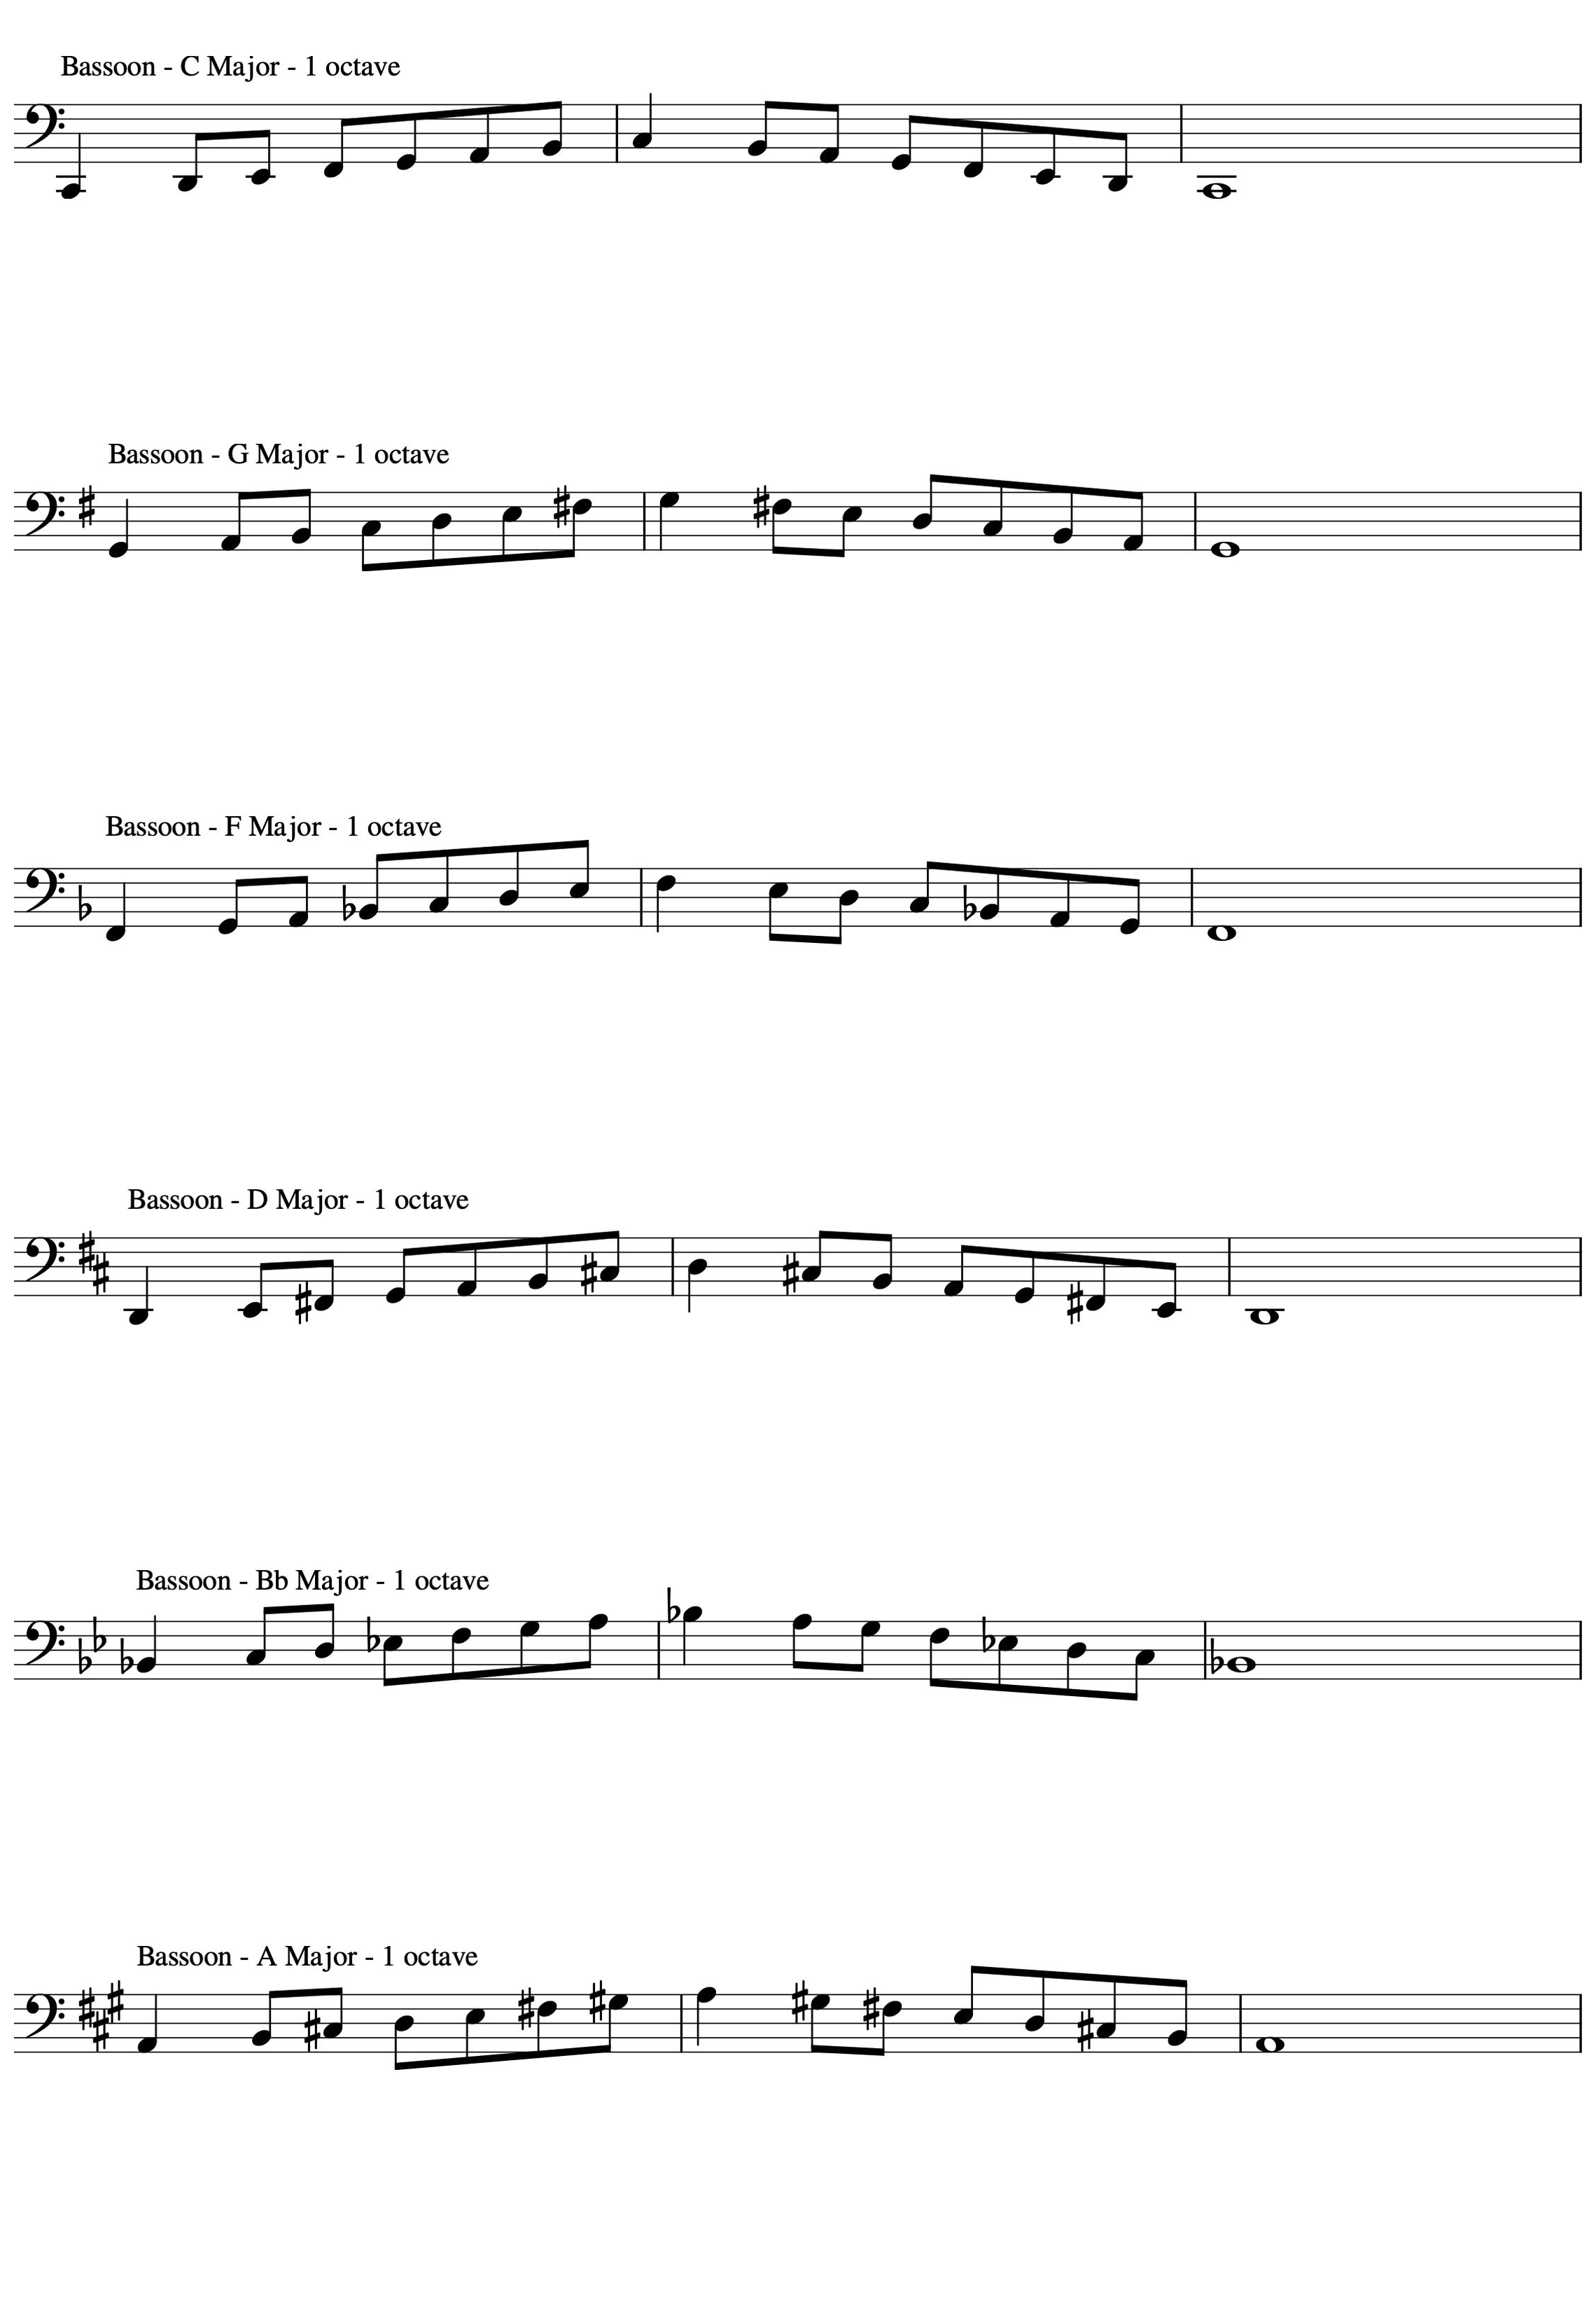 Bassoon - C Major - 1 octave
Bassoon - G Major - 1 octave
Bassoon - F Major - 1 octave
Bassoon - D Major - 1 octave
Bassoon - Bb Major - 1 octave
Bassoon - A Major - 1 octave